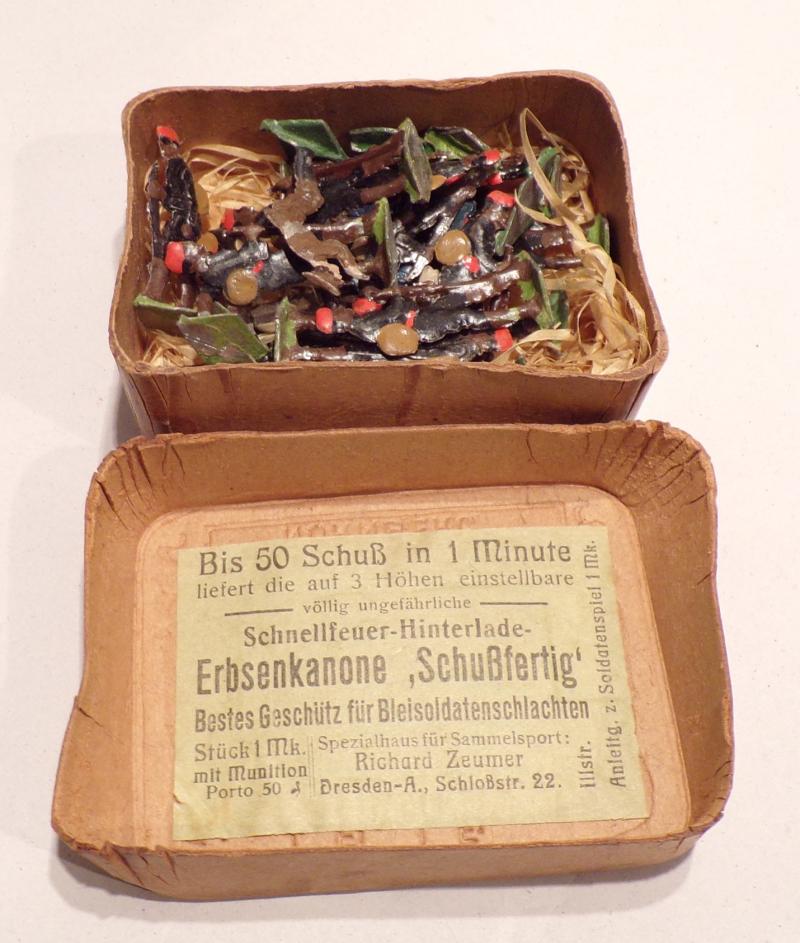 Bis 50 Schuß in 1 Minute
liefert die auf 3 Höhen einstellbare
völlig ungefährliche
Schnellfeuer-Hinterlade-
Erbsenkanone ‚Schußfertig‘
Bestes Geschütz für Bleisoldatenschlachten
Stück 1 Mk.
mit Munition
Porto 50 ₰
Spezialhaus für Sammelsport:
Richard Zeumer
Dresden-A., Schloßstr. 22.
Illstr.
Anleitg. z. Soldatenspiel 1 Mk.